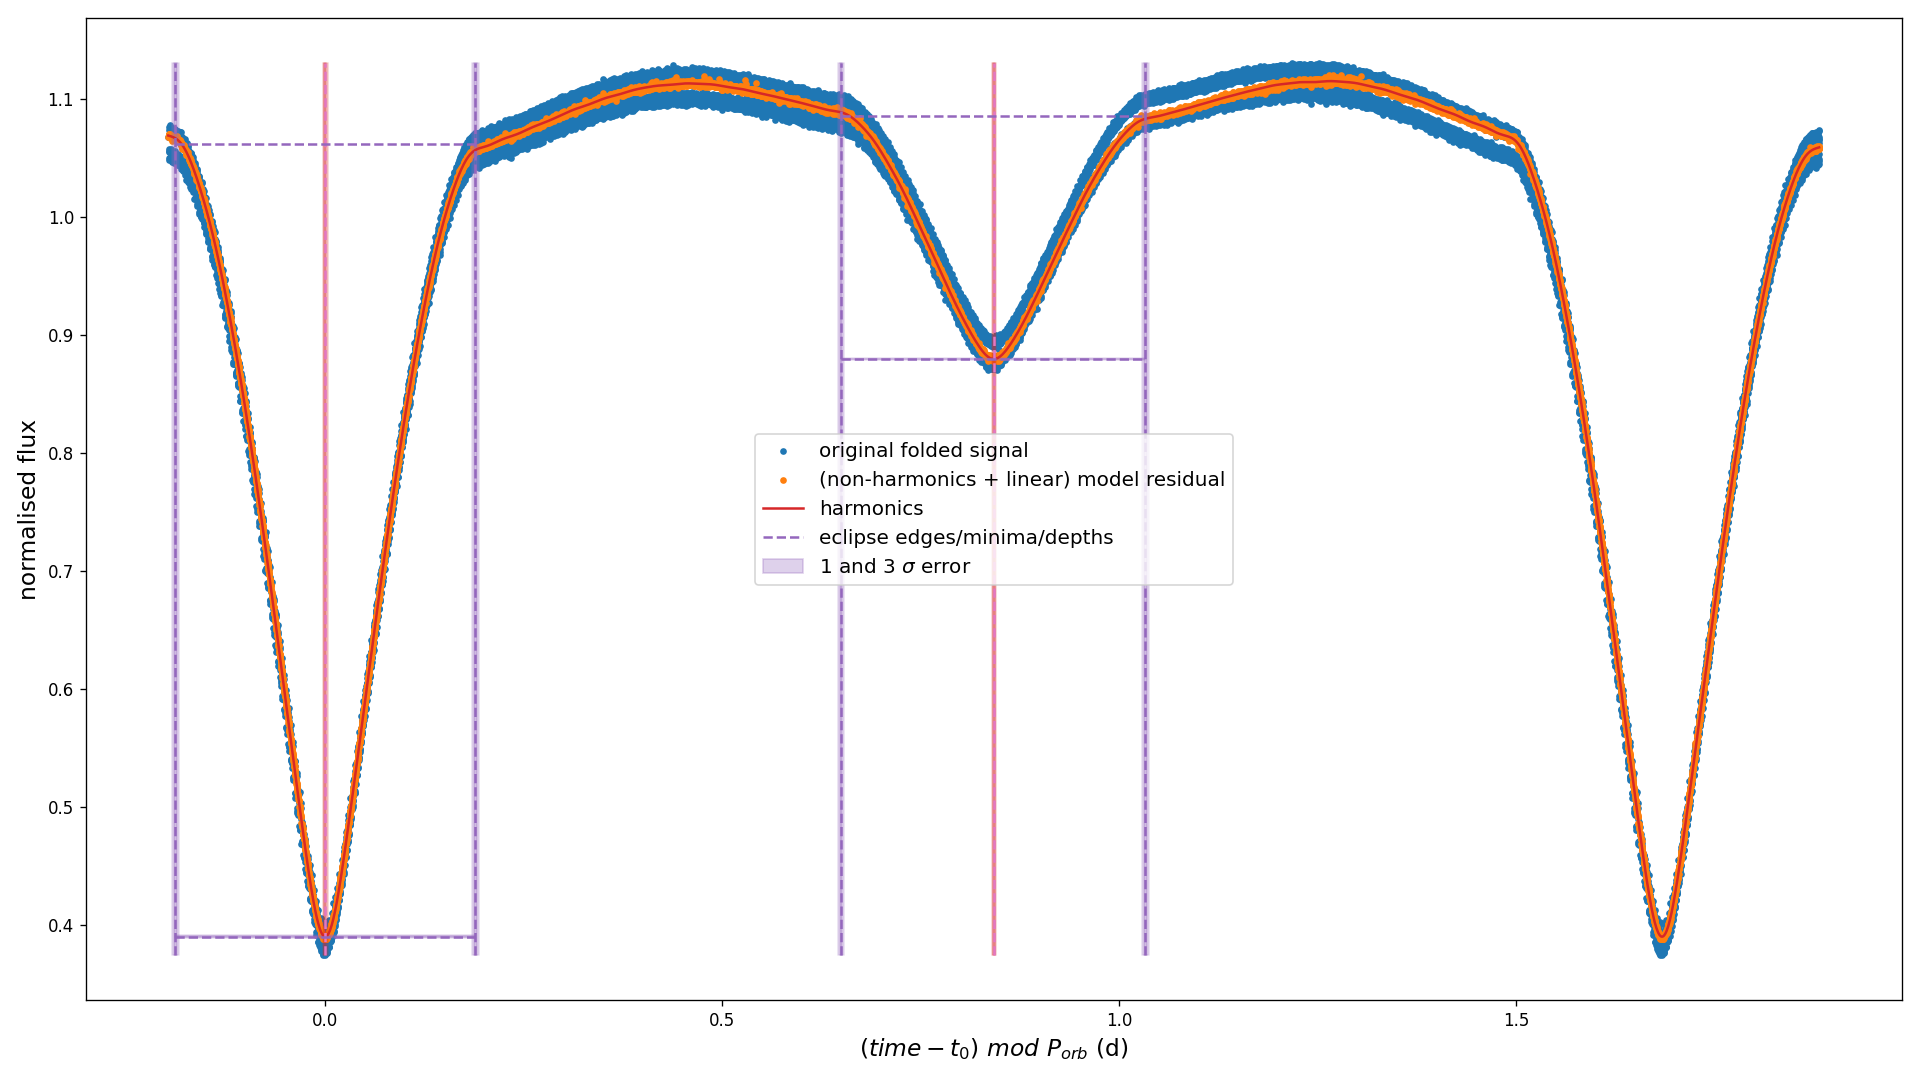 normalised flux
1.1
1.0
0.9
0.8
0.7
0.6
0.5
0.4
original folded signal
(non-harmonics + linear) model residual
harmonics
eclipse edges/minima/depths
1 and 3 σ error
0.0 0.5 1.0 1.5
(time − t₀) mod P_orb (d)